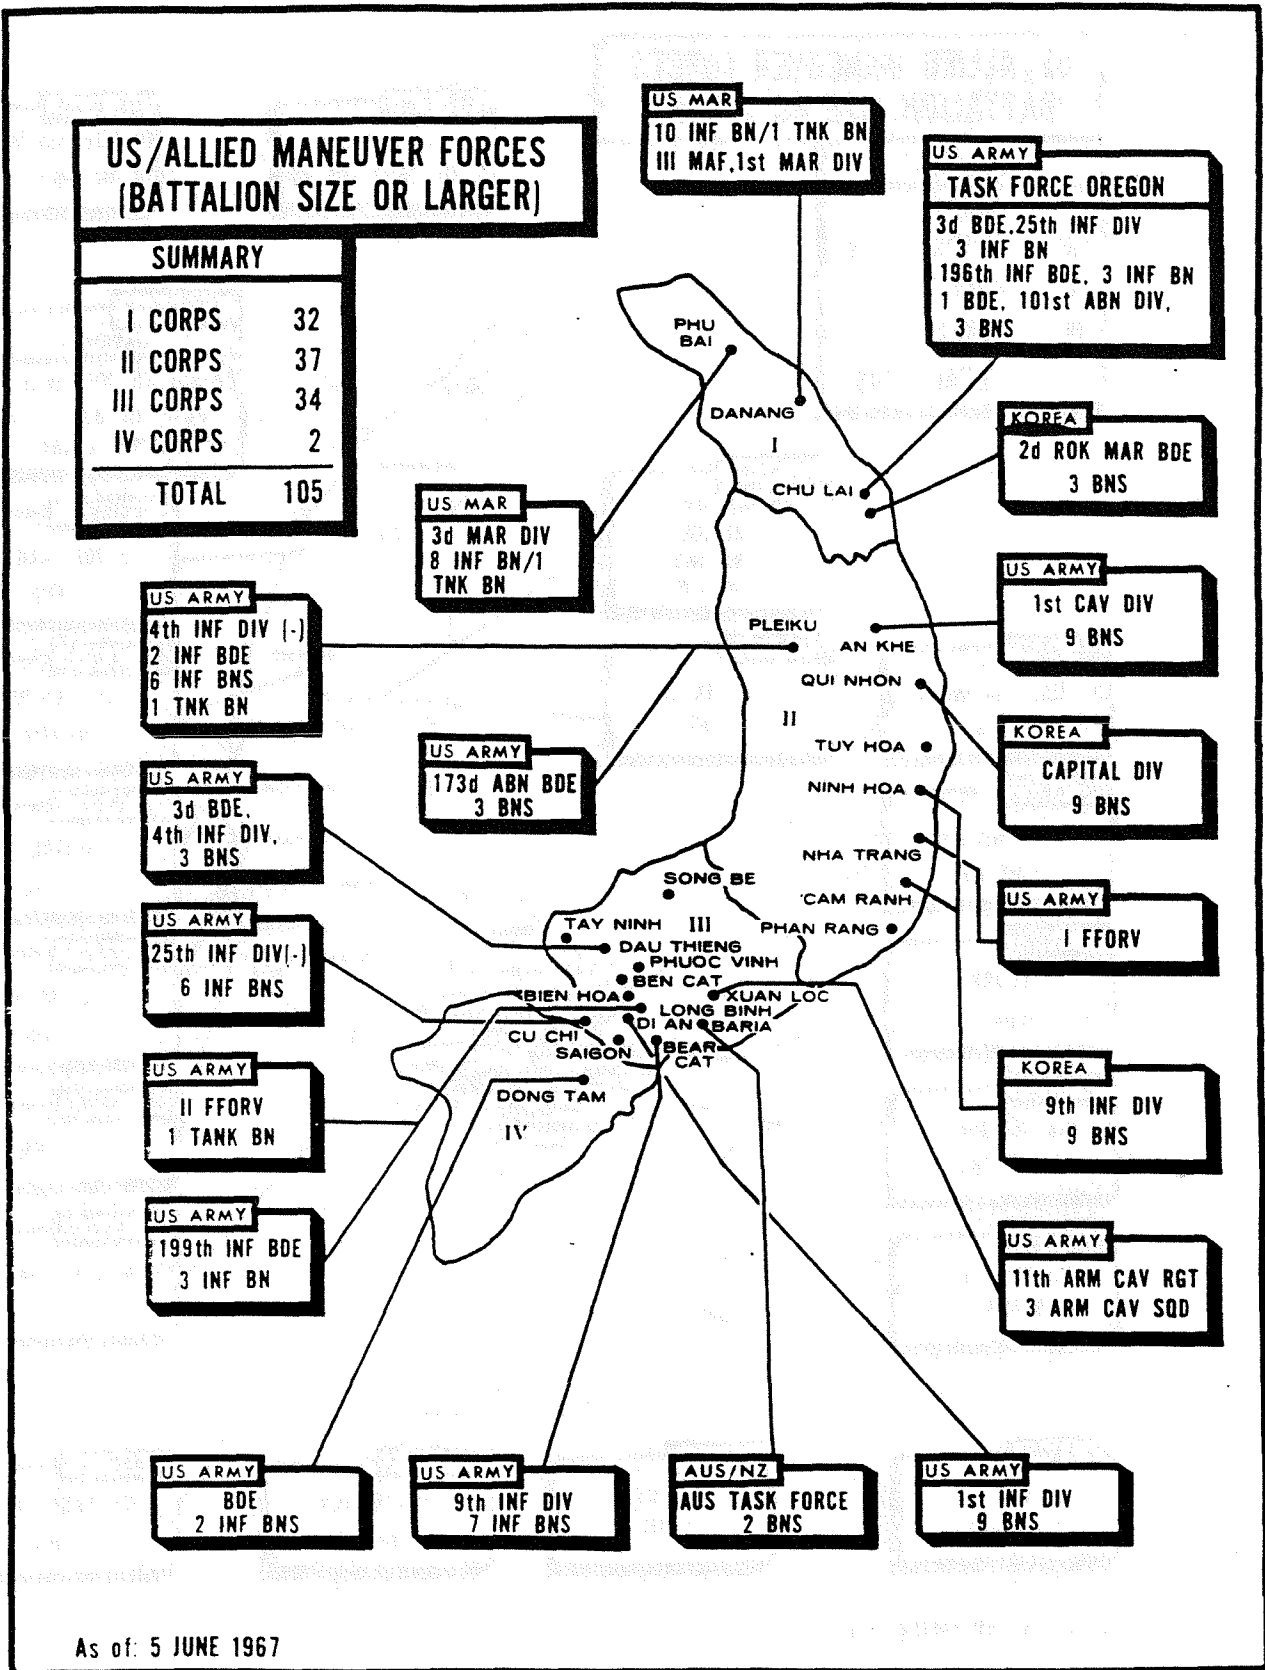 US/ALLIED MANEUVER FORCES
(BATTALION SIZE OR LARGER)
SUMMARY
I CORPS 32
II CORPS 37
III CORPS 34
IV CORPS 2
TOTAL 105
US MAR
10 INF BN/1 TNK BN
III MAF,1st MAR DIV
US ARMY
TASK FORCE OREGON
3d BDE,25th INF DIV
3 INF BN
196th INF BDE, 3 INF BN
1 BDE, 101st ABN DIV,
3 BNS
KOREA
2d ROK MAR BDE
3 BNS
US MAR
3d MAR DIV
8 INF BN/1
TNK BN
US ARMY
1st CAV DIV
9 BNS
US ARMY
4th INF DIV (-)
2 INF BDE
6 INF BNS
1 TNK BN
KOREA
CAPITAL DIV
9 BNS
US ARMY
173d ABN BDE
3 BNS
US ARMY
3d BDE,
4th INF DIV,
3 BNS
US ARMY
I FFORV
US ARMY
25th INF DIV(-)
6 INF BNS
KOREA
9th INF DIV
9 BNS
US ARMY
II FFORV
1 TANK BN
US ARMY
199th INF BDE
3 INF BN
US ARMY
11th ARM CAV RGT
3 ARM CAV SQD
US ARMY
BDE
2 INF BNS
US ARMY
9th INF DIV
7 INF BNS
AUS/NZ
AUS TASK FORCE
2 BNS
US ARMY
1st INF DIV
9 BNS
PHU
BAI
DANANG
I
CHU LAI
PLEIKU
AN KHE
QUI NHON
II
TUY HOA
NINH HOA
NHA TRANG
CAM RANH
PHAN RANG
SONG BE
III
TAY NINH
DAU THIENG
PHUOC VINH
BEN CAT
BIEN HOA
XUAN LOC
LONG BINH
DI AN
BARIA
CU CHI
SAIGON
BEAR
CAT
DONG TAM
IV
As of: 5 JUNE 1967